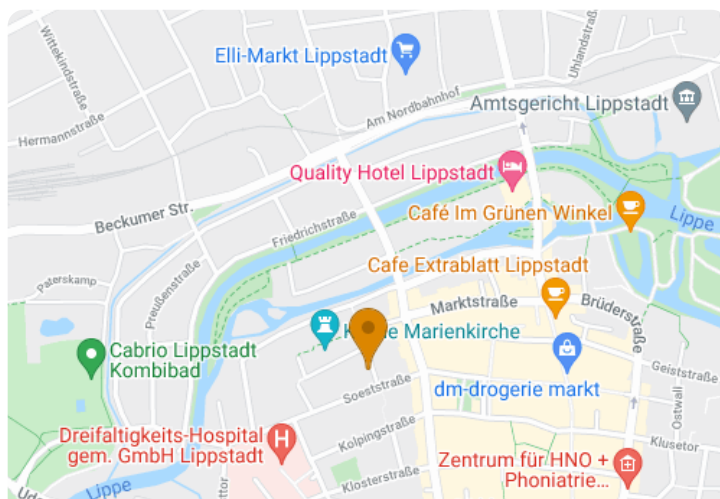 Wittekindstraße
Uhlandstraße
Elli-Markt Lippstadt
Am Nordbahnhof
Amtsgericht Lippstadt
Hermannstraße
Quality Hotel Lippstadt
Beckumer Str.
Friedrichstraße
Café Im Grünen Winkel
Lippe
Paterskamp
Preußenstraße
Cafe Extrablatt Lippstadt
Marktstraße
Brüderstraße
Marienkirche
Cabrio Lippstadt
Kombibad
Geiststraße
Soeststraße
dm-drogerie markt
Ostwall
Kolpingstraße
Dreifaltigkeits-Hospital
gem. GmbH Lippstadt
Klusetor
Zentrum für HNO +
Phoniatrie...
Klosterstraße
Lippe